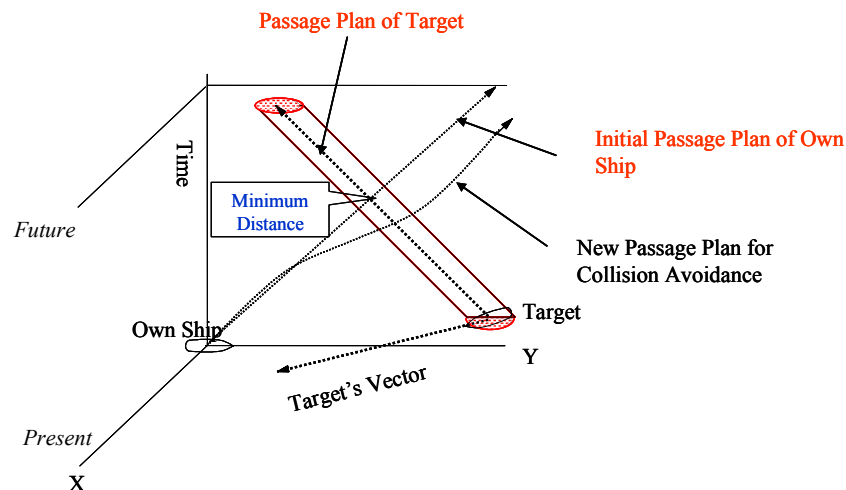 Passage Plan of Target
Time
Initial Passage Plan of Own
Ship
Minimum
Distance
Future
New Passage Plan for
Collision Avoidance
Target
Own Ship
Y
Target's Vector
Present
X